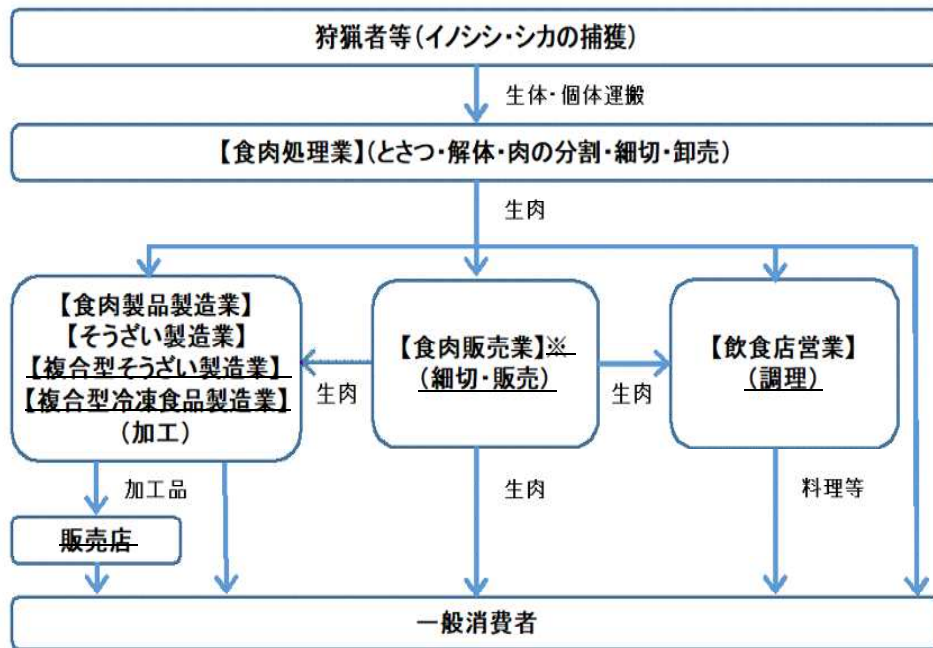 狩猟者等(イノシシ・シカの捕獲)
生体・個体運搬
【食肉処理業】(とさつ・解体・肉の分割・細切・卸売)
生肉
【食肉製品製造業】
【そうざい製造業】
【複合型そうざい製造業】
【複合型冷凍食品製造業】
(加工)
生肉
【食肉販売業】※
(細切・販売)
生肉
【飲食店営業】
(調理)
加工品
生肉
料理等
販売店
一般消費者